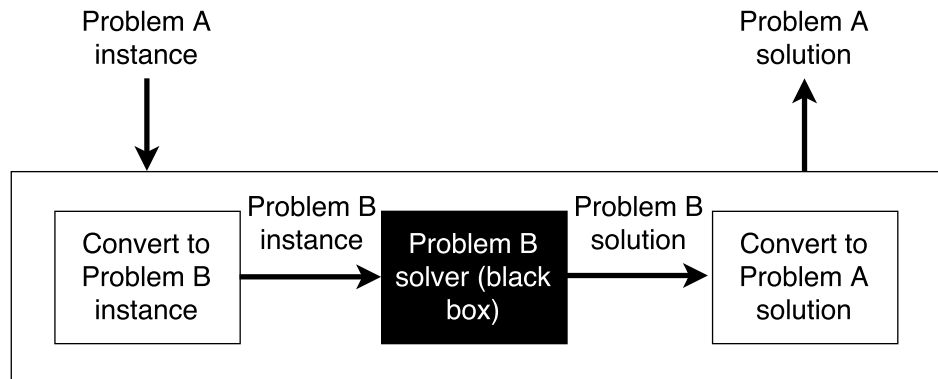 Problem A
instance
Problem A
solution
Convert to
Problem B
instance
Problem B
instance
Problem B
solver (black
box)
Problem B
solution
Convert to
Problem A
solution